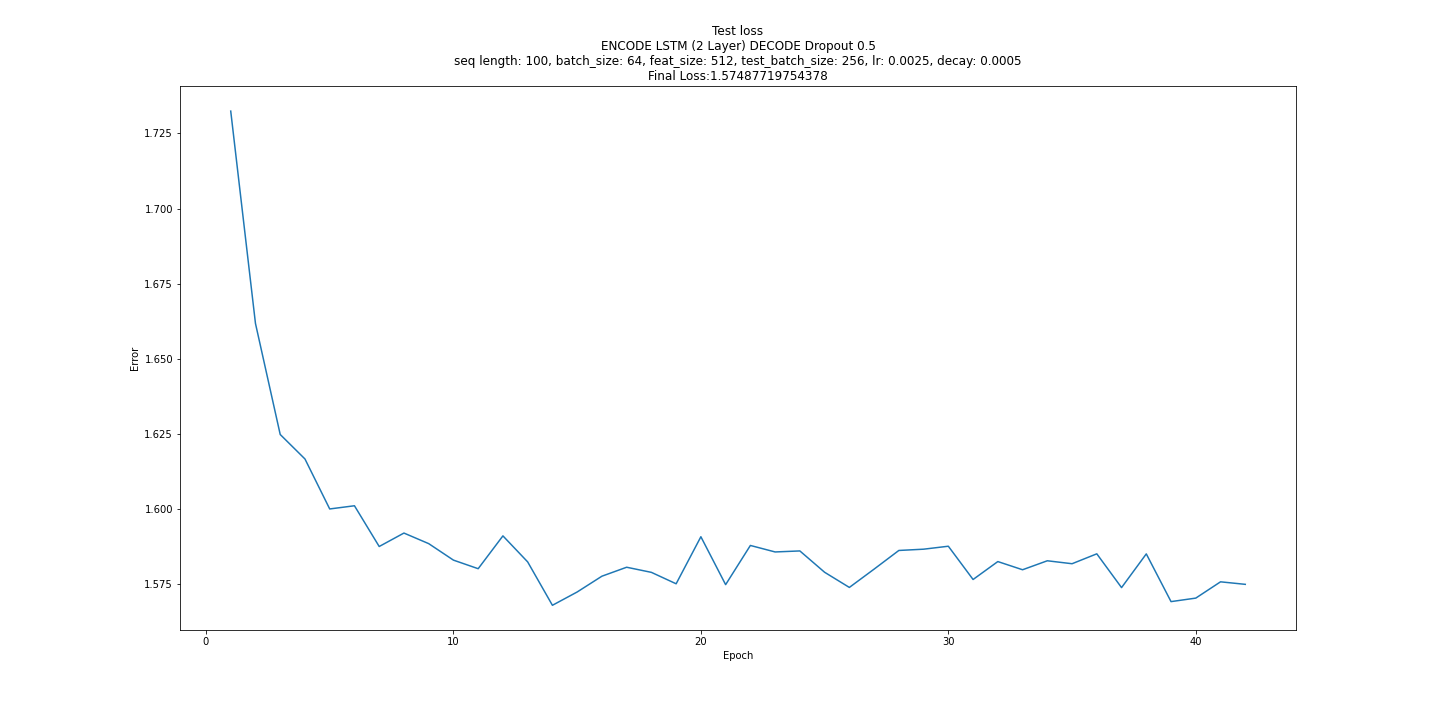 Test loss
ENCODE LSTM (2 Layer) DECODE Dropout 0.5
seq length: 100, batch_size: 64, feat_size: 512, test_batch_size: 256, lr: 0.0025, decay: 0.0005
Final Loss:1.57487719754378
1.725
1.700
1.675
1.650
1.625
1.600
1.575
Error
0 10 20 30 40
Epoch